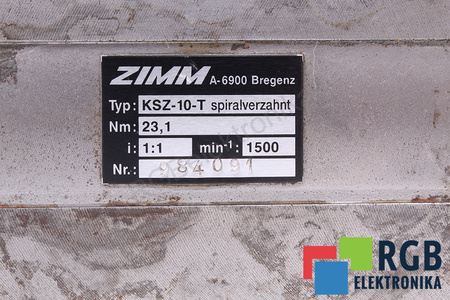 ZIMM A-6900 Bregenz
Typ: KSZ-10-T spiralverzahnt
Nm: 23,1
i: 1:1 min-1: 1500
Nr.: 984091
RGB
ELEKTRONIKA